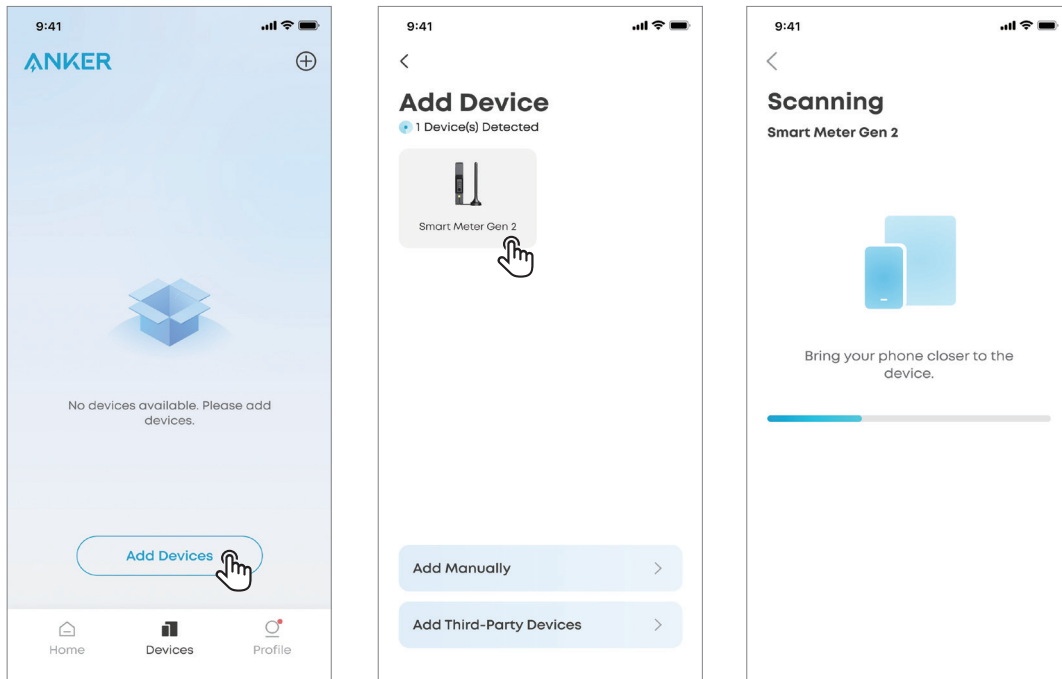 9:41
ANKER
No devices available. Please add
devices.
Add Devices
Home
Devices
Profile
9:41
Add Device
1 Device(s) Detected
Smart Meter Gen 2
Add Manually
Add Third-Party Devices
9:41
Scanning
Smart Meter Gen 2
Bring your phone closer to the
device.